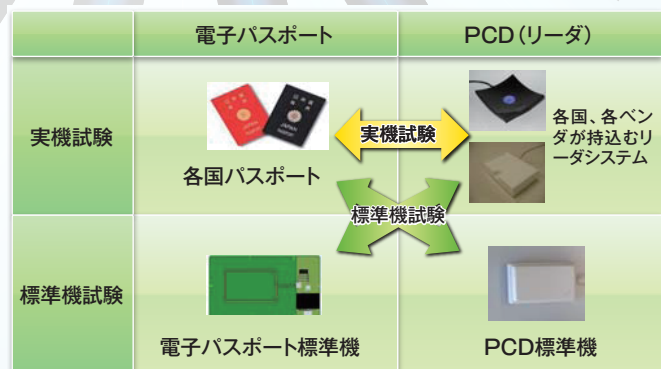 電子パスポート
PCD（リーダ）
実機試験
実機試験
各国、各ベン
ダが持込むリ
ーダシステム
各国パスポート
標準機試験
標準機試験
電子パスポート標準機
PCD標準機